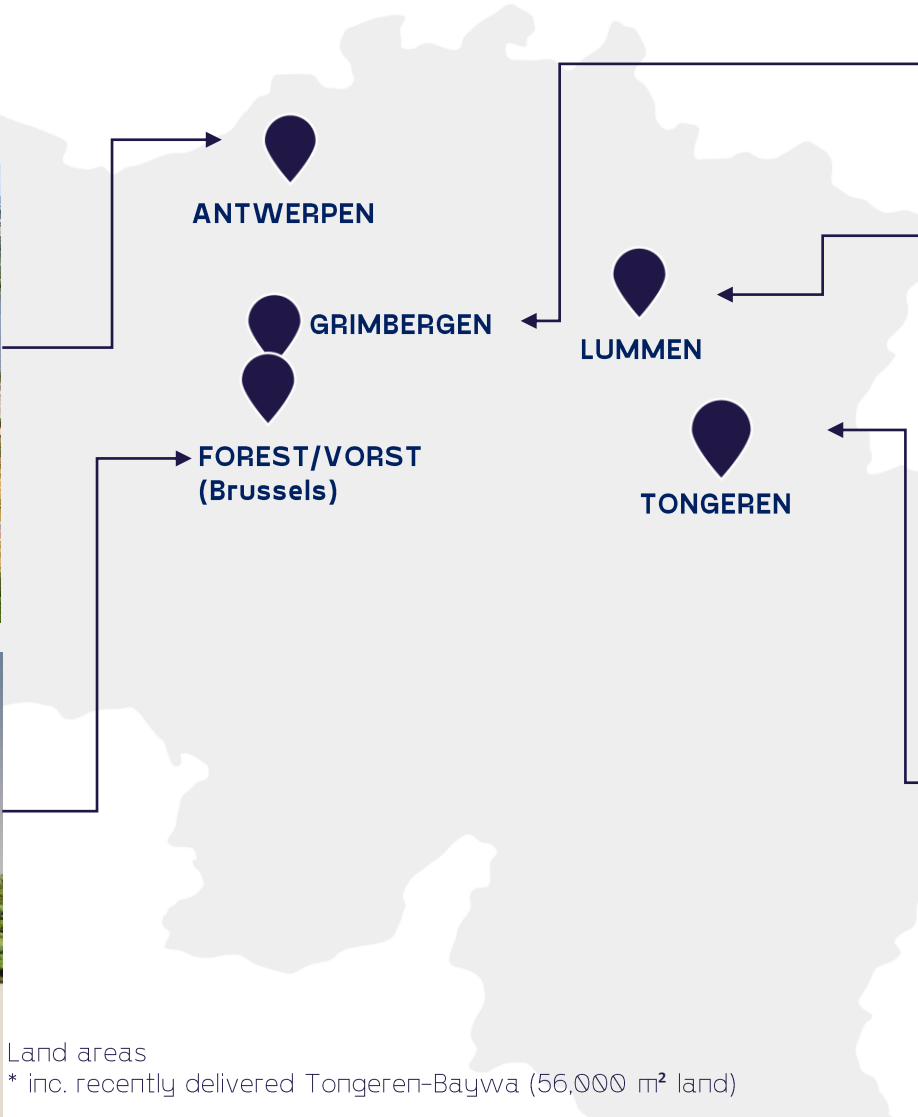 ANTWERPEN
GRIMBERGEN
LUMMEN
FOREST/VORST
(Brussels)
TONGEREN
Land areas
* inc. recently delivered Tongeren-Baywa (56,000 m² land)